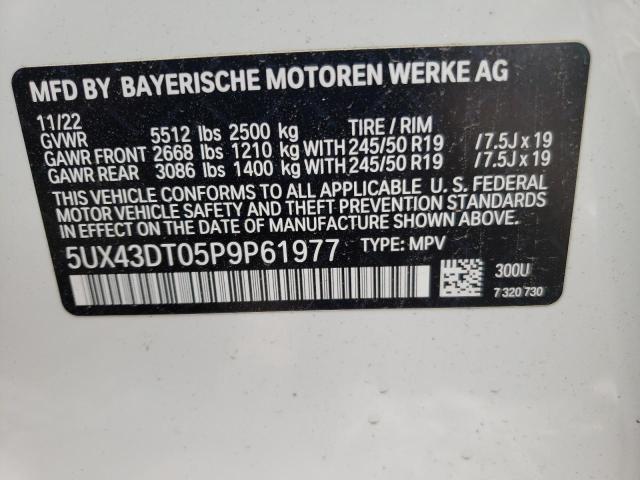 MFD BY BAYERISCHE MOTOREN WERKE AG
11/22
GVWR 5512 lbs 2500 kg TIRE / RIM
GAWR FRONT 2668 lbs 1210 kg WITH 245/50 R19 /7.5J x 19
GAWR REAR 3086 lbs 1400 kg WITH 245/50 R19 /7.5J x 19
THIS VEHICLE CONFORMS TO ALL APPLICABLE U. S. FEDERAL
MOTOR VEHICLE SAFETY, BUMPER, AND THEFT PREVENTION STANDARDS
IN EFFECT ON THE DATE OF MANUFACTURE SHOWN ABOVE.
5UX43DT05P9P61977 TYPE: MPV
300U
7 320 730